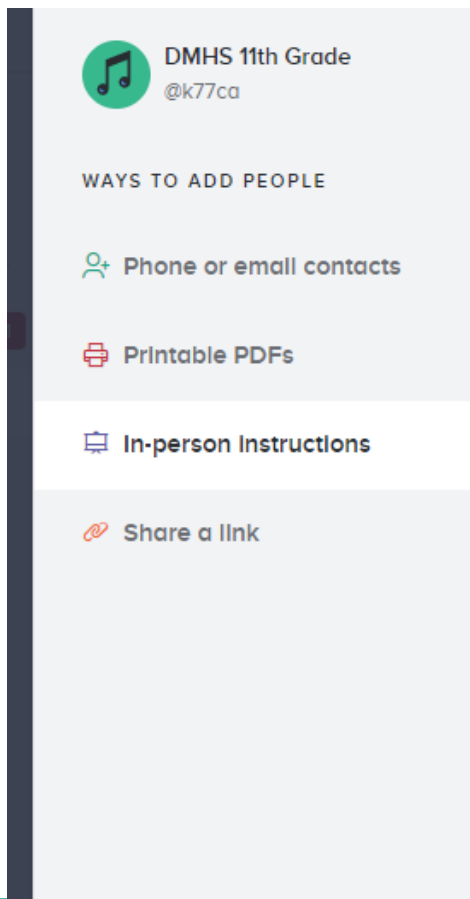 DMHS 11th Grade
@k77ca
WAYS TO ADD PEOPLE
Phone or email contacts
Printable PDFs
In-person instructions
Share a link